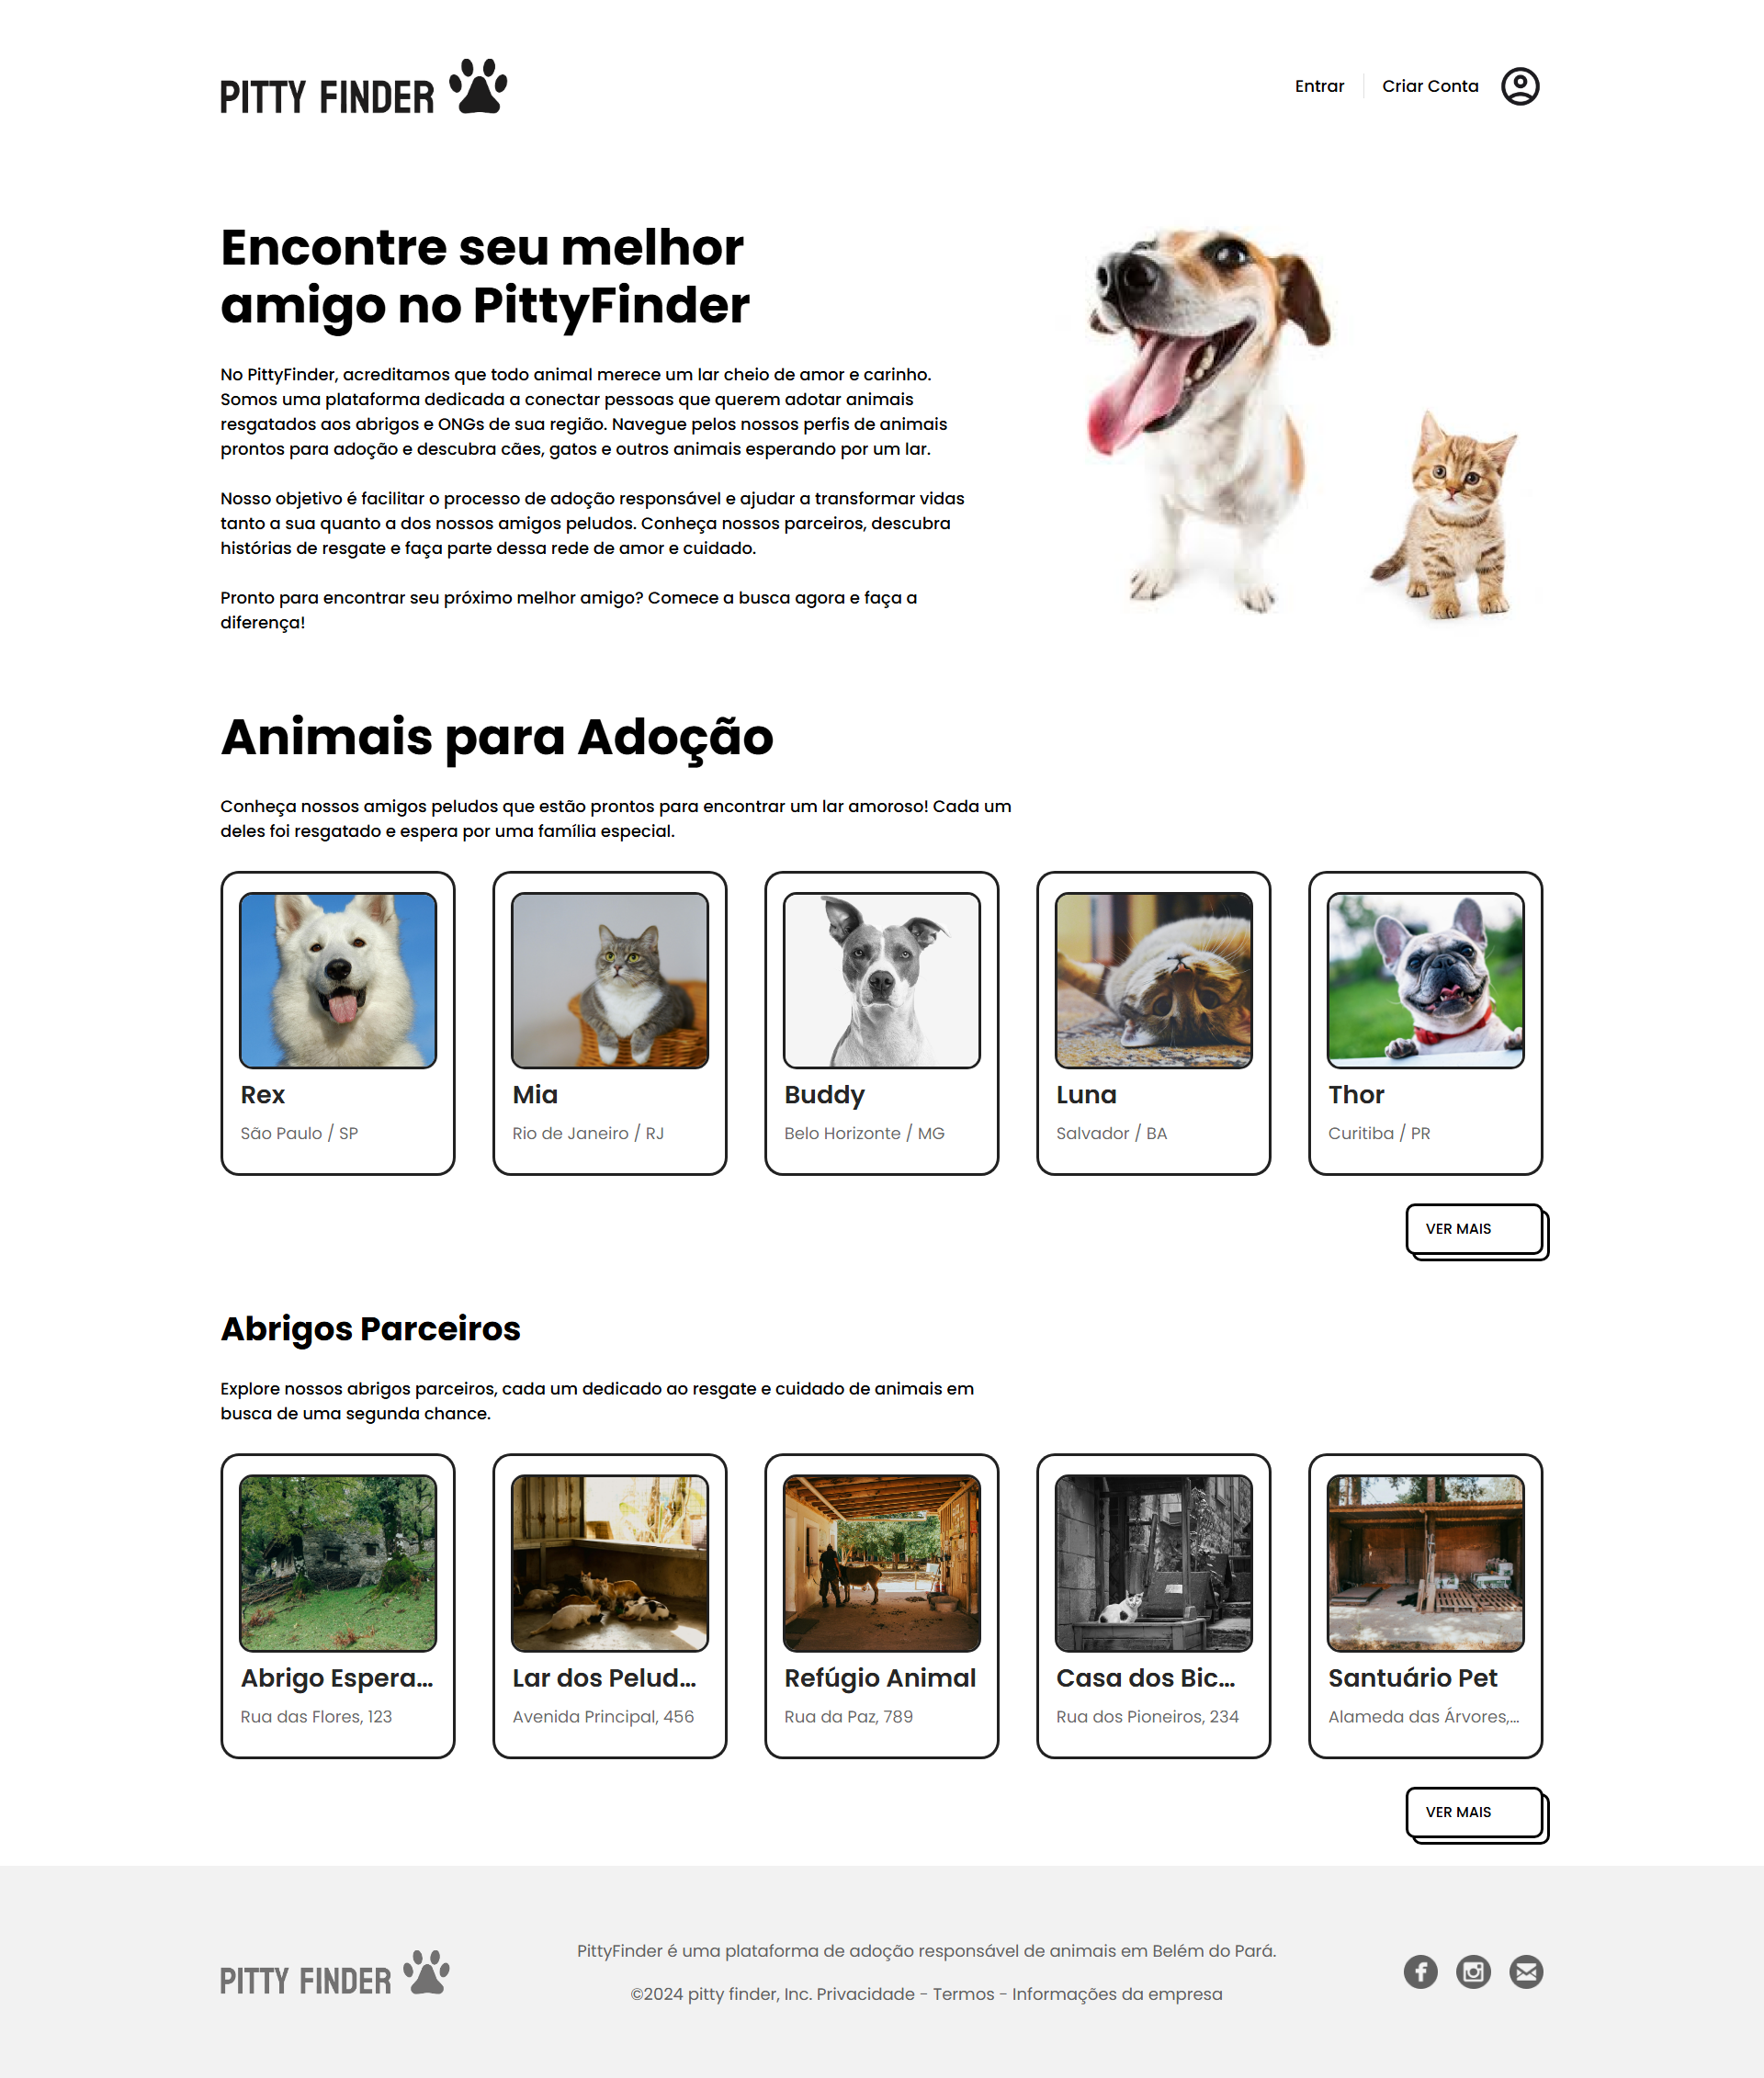 PITTY FINDER
Entrar
Criar Conta
Encontre seu melhor
amigo no PittyFinder
No PittyFinder, acreditamos que todo animal merece um lar cheio de amor e carinho.
Somos uma plataforma dedicada a conectar pessoas que querem adotar animais
resgatados aos abrigos e ONGs de sua região. Navegue pelos nossos perfis de animais
prontos para adoção e descubra cães, gatos e outros animais esperando por um lar.
Nosso objetivo é facilitar o processo de adoção responsável e ajudar a transformar vidas
tanto a sua quanto a dos nossos amigos peludos. Conheça nossos parceiros, descubra
histórias de resgate e faça parte dessa rede de amor e cuidado.
Pronto para encontrar seu próximo melhor amigo? Comece a busca agora e faça a
diferença!
Animais para Adoção
Conheça nossos amigos peludos que estão prontos para encontrar um lar amoroso! Cada um
deles foi resgatado e espera por uma família especial.
Rex
São Paulo / SP
Mia
Rio de Janeiro / RJ
Buddy
Belo Horizonte / MG
Luna
Salvador / BA
Thor
Curitiba / PR
VER MAIS
Abrigos Parceiros
Explore nossos abrigos parceiros, cada um dedicado ao resgate e cuidado de animais em
busca de uma segunda chance.
Abrigo Espera...
Rua das Flores, 123
Lar dos Pelud...
Avenida Principal, 456
Refúgio Animal
Rua da Paz, 789
Casa dos Bic...
Rua dos Pioneiros, 234
Santuário Pet
Alameda das Árvores,...
VER MAIS
PITTY FINDER
PittyFinder é uma plataforma de adoção responsável de animais em Belém do Pará.
©2024 pitty finder, Inc. Privacidade - Termos - Informações da empresa